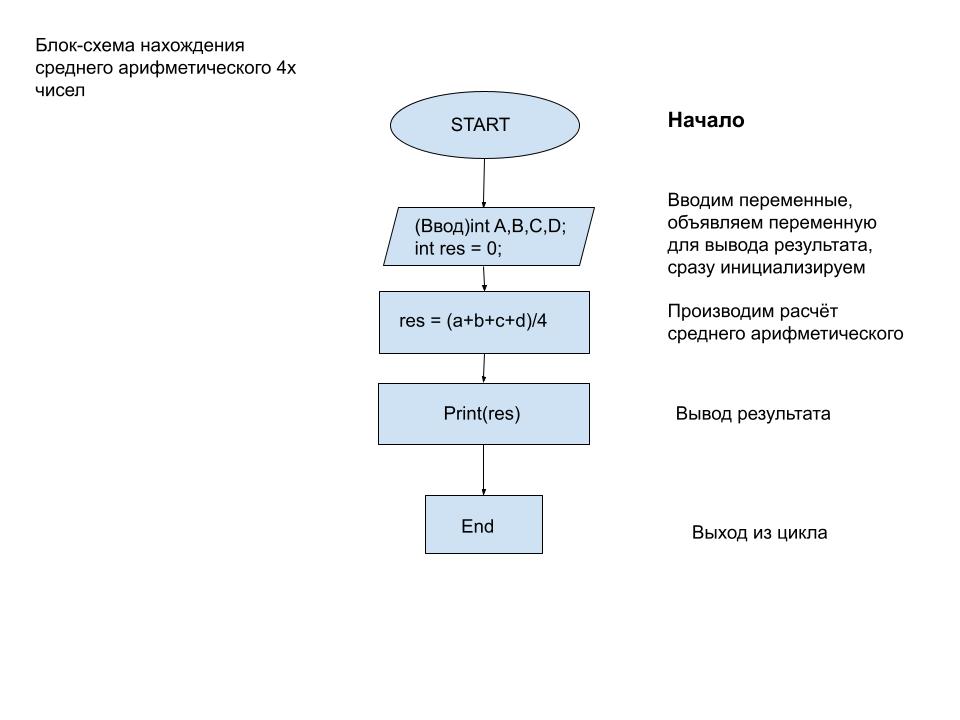 Блок-схема нахождения
среднего арифметического 4х
чисел
START
Начало
(Ввод)int A,B,C,D;
int res = 0;
Вводим переменные,
объявляем переменную
для вывода результата,
сразу инициализируем
res = (a+b+c+d)/4
Производим расчёт
среднего арифметического
Print(res)
Вывод результата
End
Выход из цикла